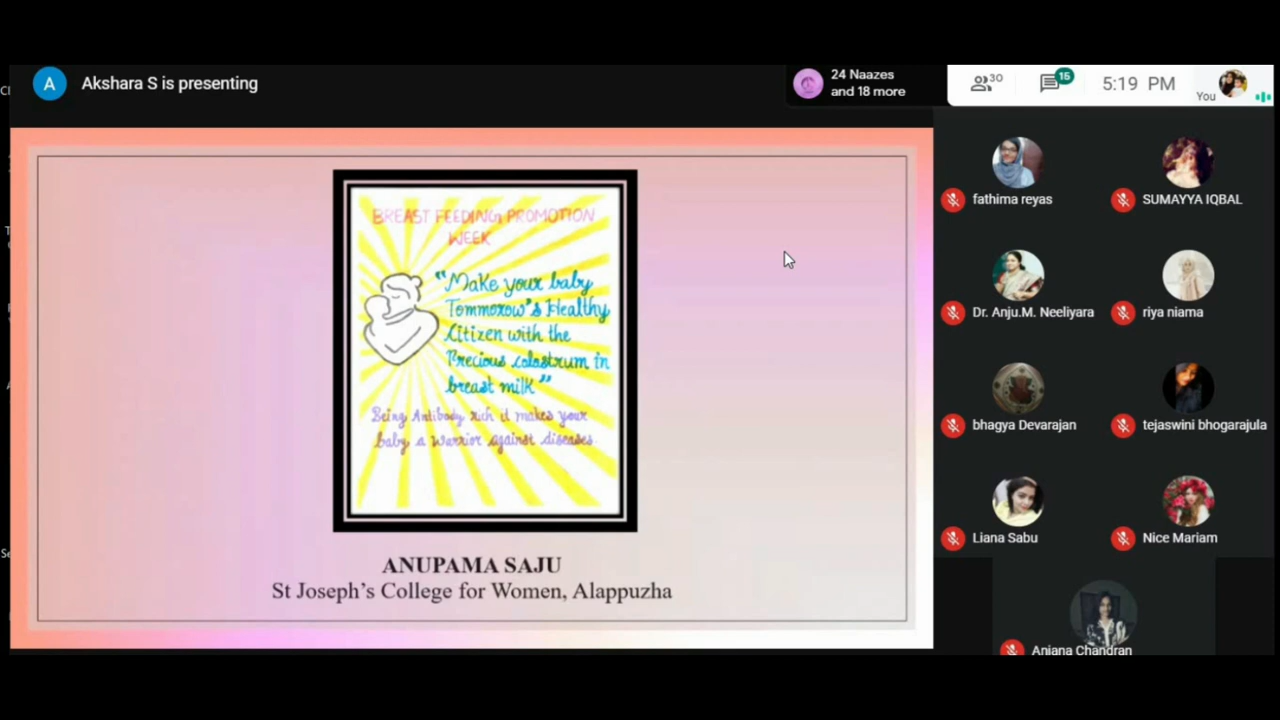 A
Akshara S is presenting
24 Naazes
and 18 more
30
15
5:19 PM
You
BREAST FEEDING PROMOTION
WEEK
"Make your baby
Tommorow's Healthy
Citizen with the
Precious colostrum in
breast milk"
Being Antibody rich it makes your
baby a warrior against diseases.
ANUPAMA SAJU
St Joseph's College for Women, Alappuzha
fathima reyas
SUMAYYA IQBAL
Dr. Anju.M. Neeliyara
riya niama
bhagya Devarajan
tejaswini bhogarajula
Liana Sabu
Nice Mariam
Anjana Chandran